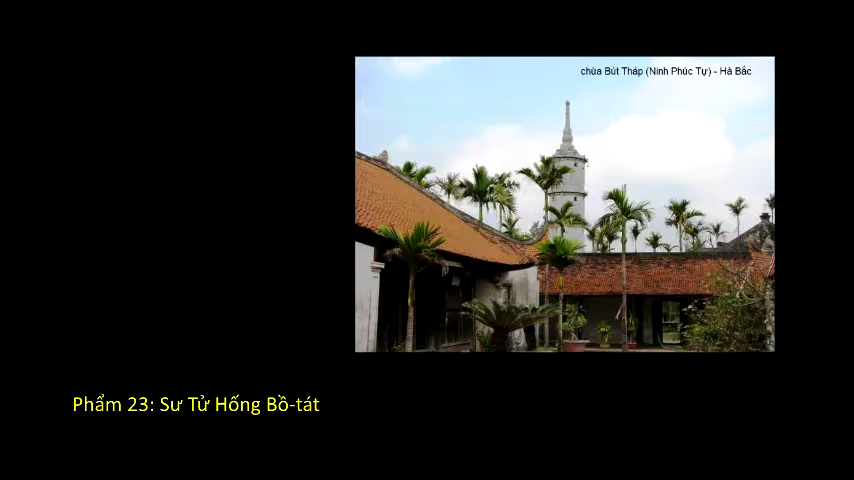 chùa Bút Tháp (Ninh Phúc Tự) - Hà Bắc
Phẩm 23: Sư Tử Hống Bồ-tát